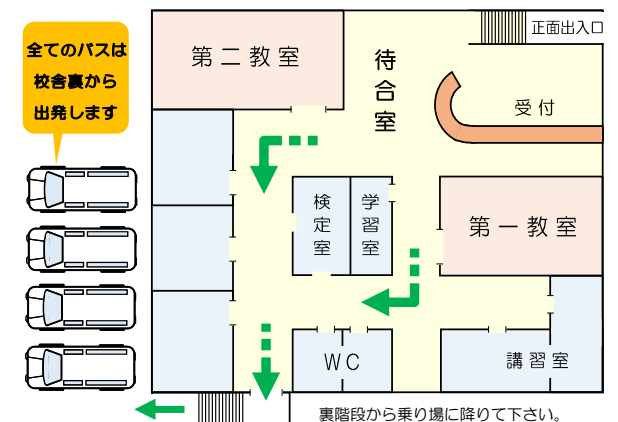 全てのバスは
校舎裏から
出発します
第二教室
待合室
正面出入口
受付
検定室
学習室
第一教室
WC
講習室
裏階段から乗り場に降りて下さい。